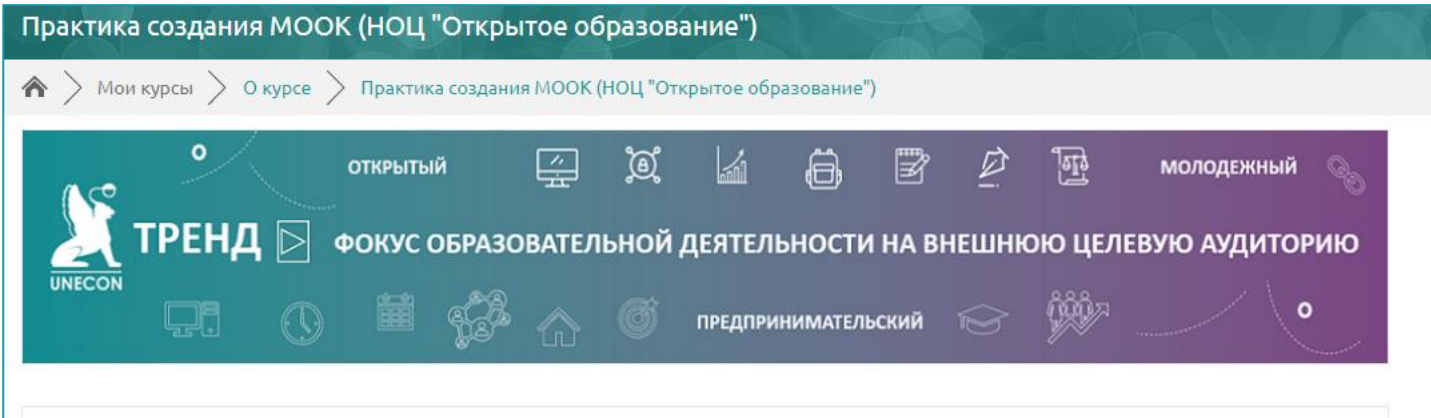 Практика создания МООК (НОЦ "Открытое образование")
Мои курсы О курсе Практика создания МООК (НОЦ "Открытое образование")
ОТКРЫТЫЙ МОЛОДЕЖНЫЙ
ТРЕНД ФОКУС ОБРАЗОВАТЕЛЬНОЙ ДЕЯТЕЛЬНОСТИ НА ВНЕШНЮЮ ЦЕЛЕВУЮ АУДИТОРИЮ
UNECON
ПРЕДПРИНИМАТЕЛЬСКИЙ